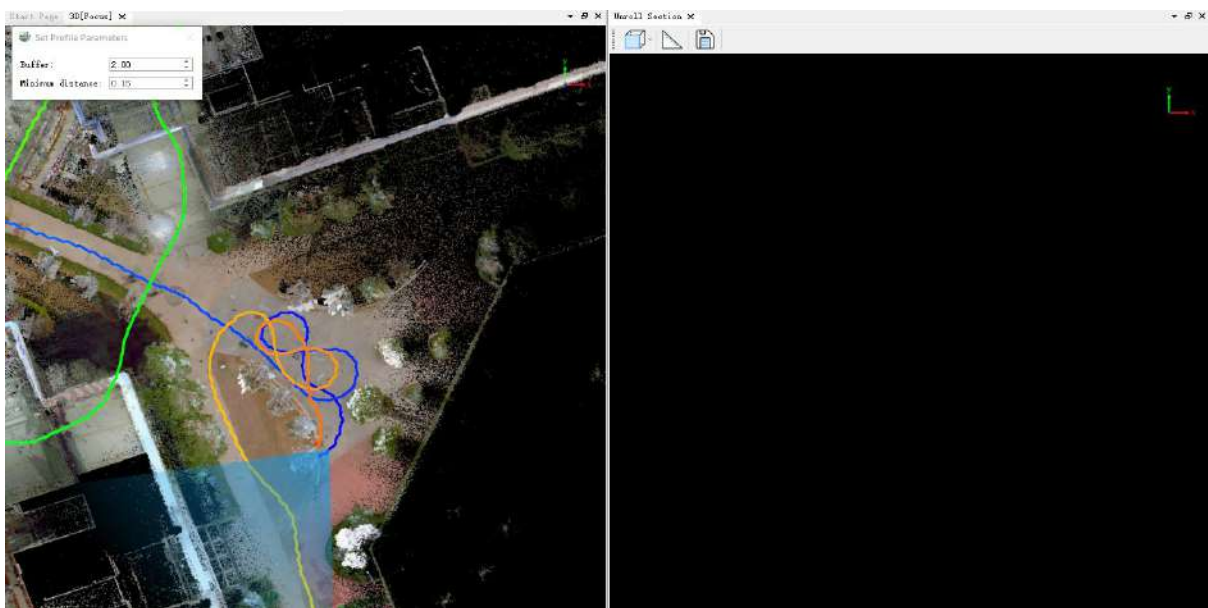 Start Page 3D[Focus]
Set Profile Parameters
Buffer: 2.00
Minimum distance: 0.15
Unroll Section